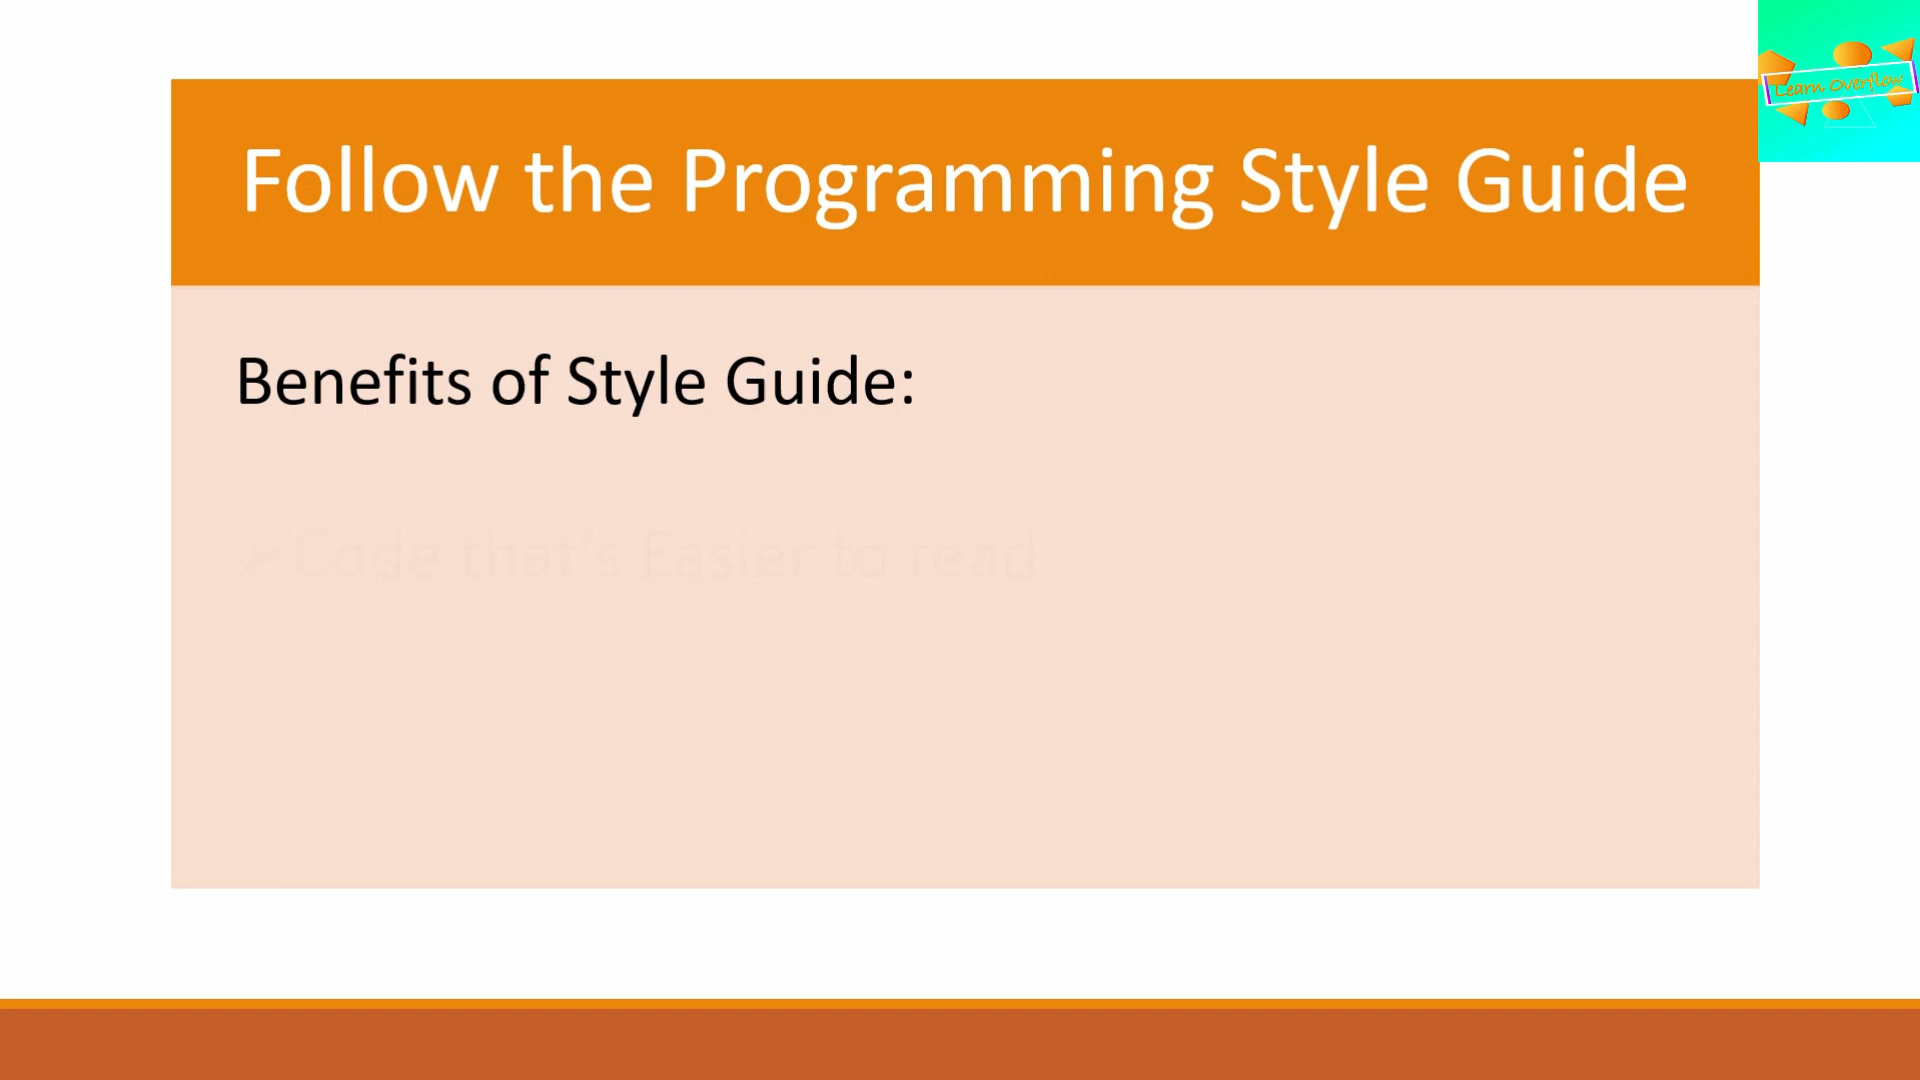 Learn Overflow
Follow the Programming Style Guide
Benefits of Style Guide:
➤Code that's Easier to read